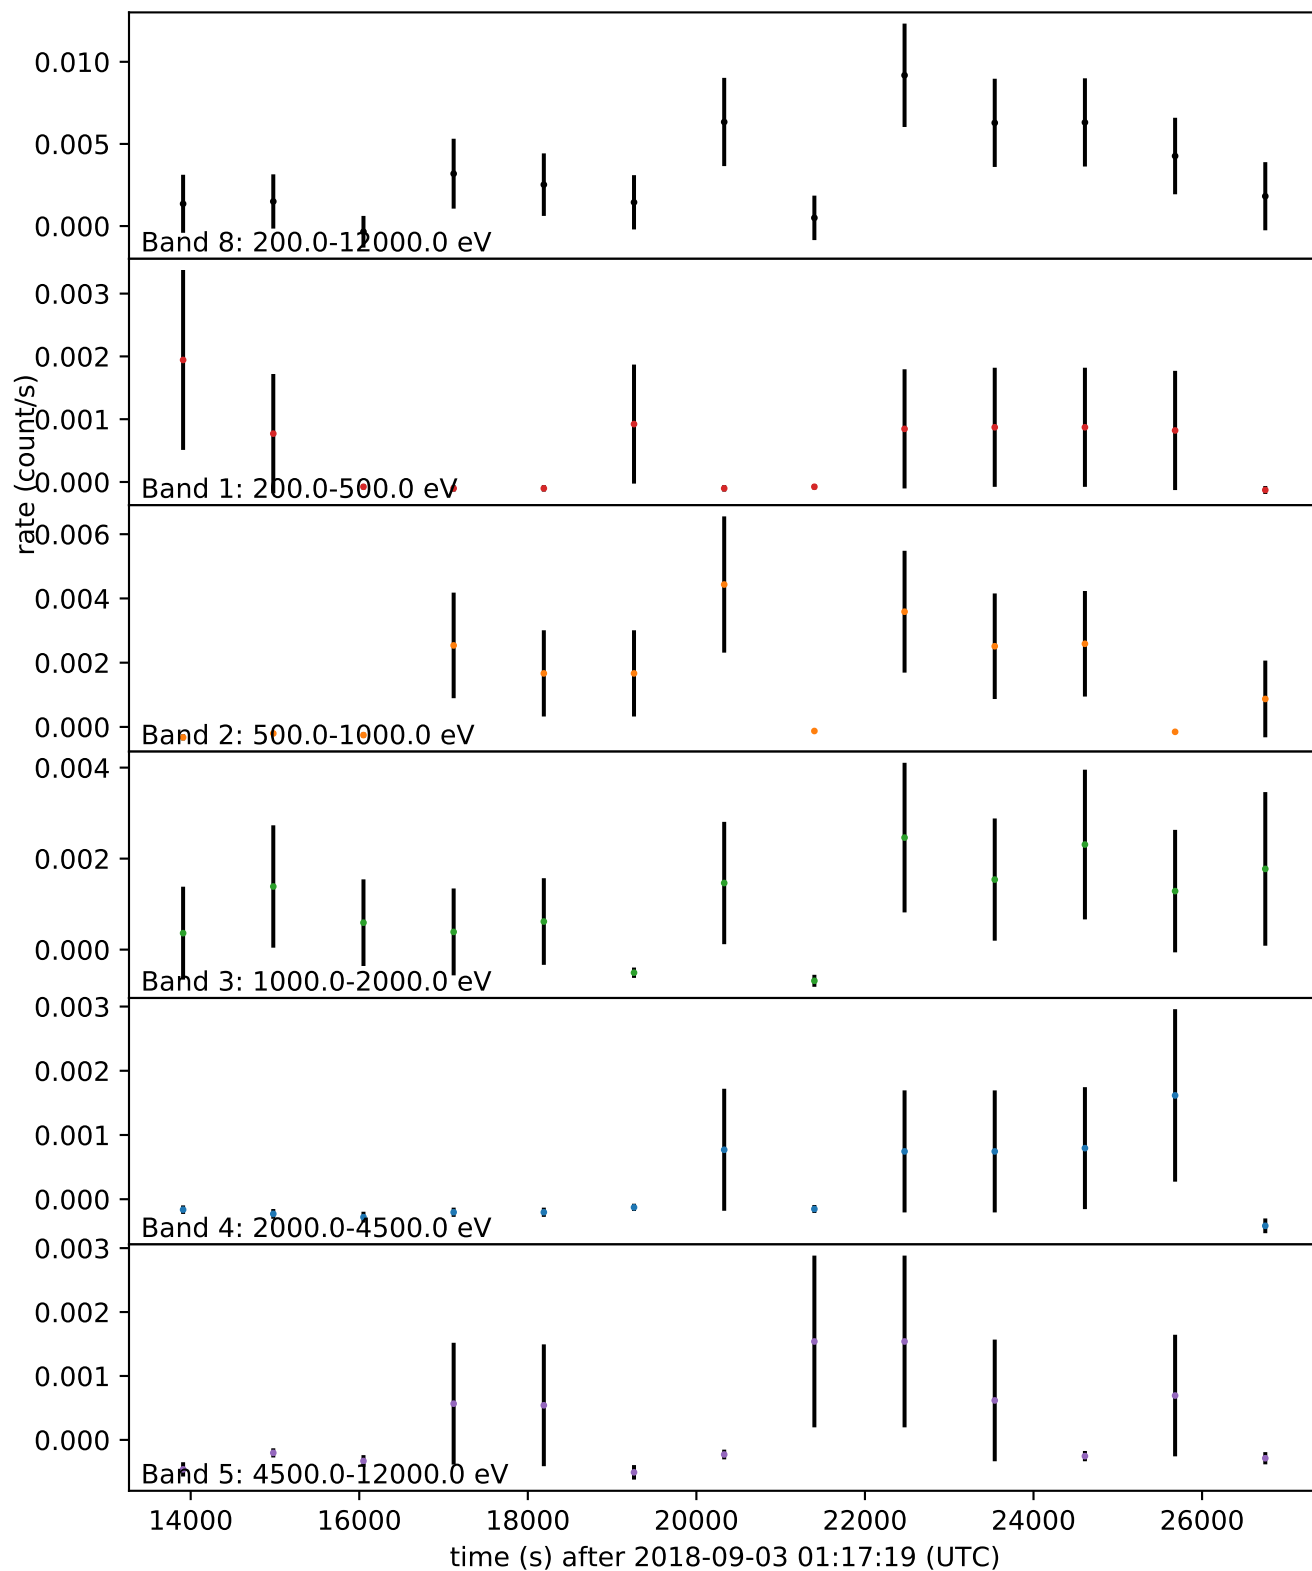 0.010
0.005
0.000
Band 8: 200.0-12000.0 eV
0.003
0.002
0.001
0.000
Band 1: 200.0-500.0 eV
rate (count/s)
0.006
0.004
0.002
0.000
Band 2: 500.0-1000.0 eV
0.004
0.002
0.000
Band 3: 1000.0-2000.0 eV
0.003
0.002
0.001
0.000
Band 4: 2000.0-4500.0 eV
0.003
0.002
0.001
0.000
Band 5: 4500.0-12000.0 eV
14000 16000 18000 20000 22000 24000 26000
time (s) after 2018-09-03 01:17:19 (UTC)